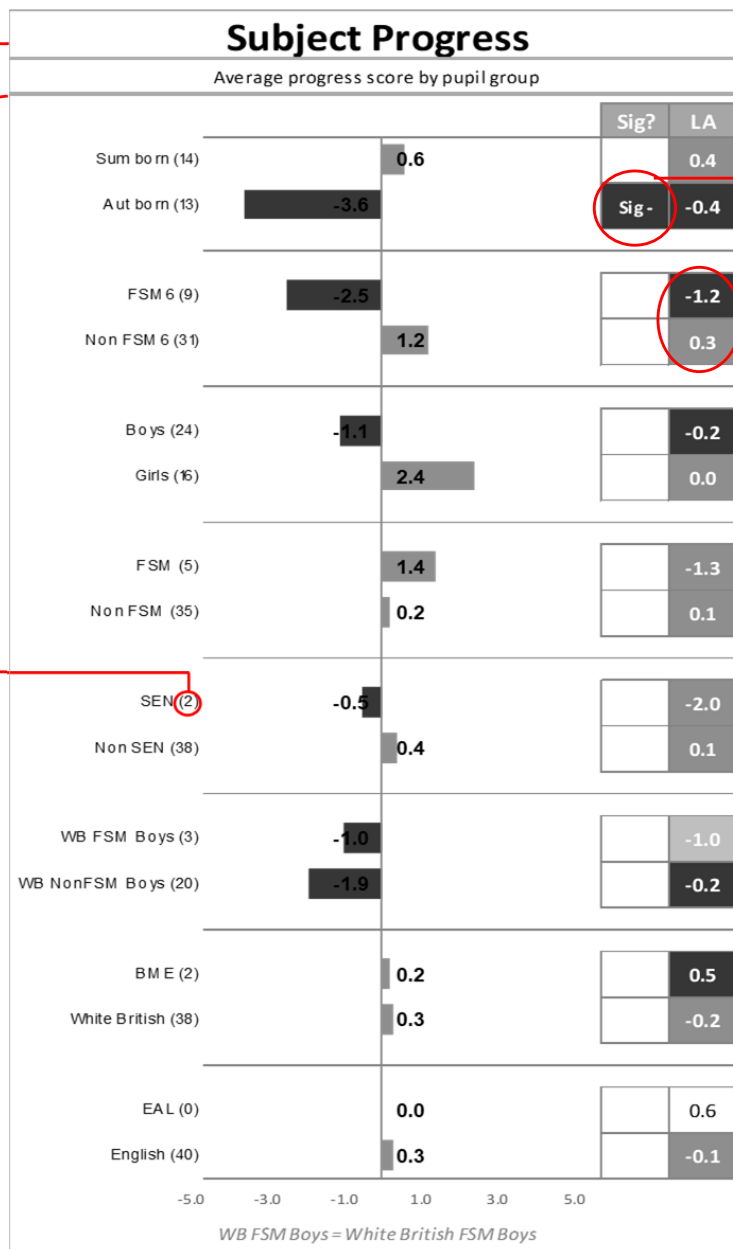 Subject Progress
Average progress score by pupil group
Sig? LA
Sum born (14) 0.6 0.4
Aut born (13) -3.6 Sig - -0.4
FSM 6 (9) -2.5 -1.2
Non FSM 6 (31) 1.2 0.3
Boys (24) -1.1 -0.2
Girls (16) 2.4 0.0
FSM (5) 1.4 -1.3
Non FSM (35) 0.2 0.1
SEN (2) -0.5 -2.0
Non SEN (38) 0.4 0.1
WB FSM Boys (3) -1.0 -1.0
WB NonFSM Boys (20) -1.9 -0.2
BME (2) 0.2 0.5
White British (38) 0.3 -0.2
EAL (0) 0.0 0.6
English (40) 0.3 -0.1
-5.0 -3.0 -1.0 1.0 3.0 5.0
WB FSM Boys = White British FSM Boys